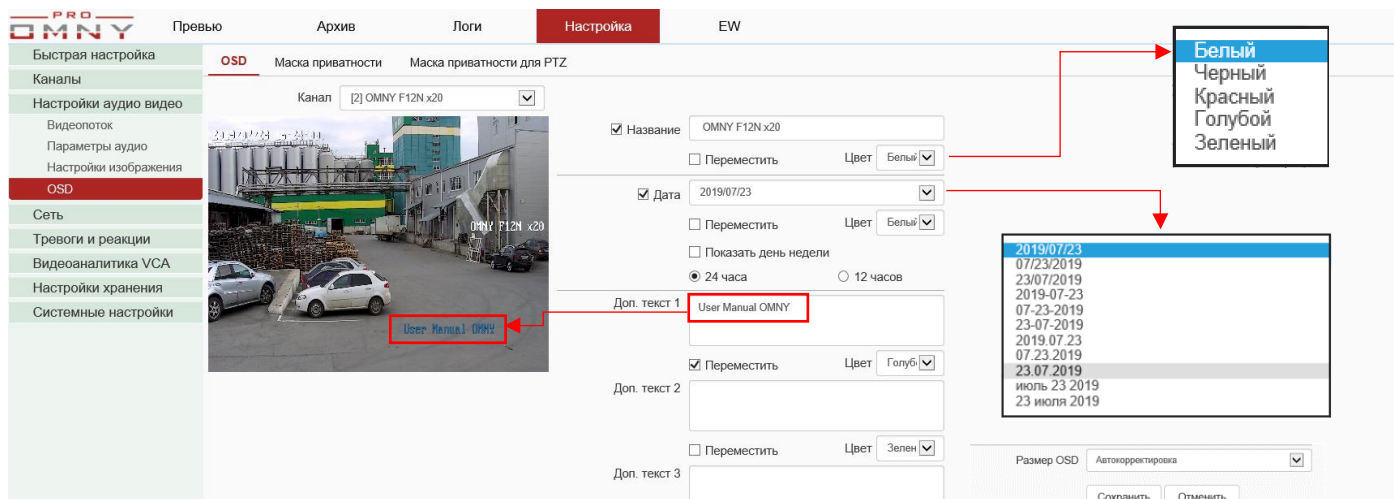 PRO
OMNY
Превью
Архив
Логи
Настройка
EW
Быстрая настройка
Каналы
Настройки аудио видео
Видеопоток
Параметры аудио
Настройки изображения
OSD
Сеть
Тревоги и реакции
Видеоаналитика VCA
Настройки хранения
Системные настройки
OSD
Маска приватности
Маска приватности для PTZ
Канал [2] OMNY F12N x20
OMNY F12N x20
User Manual OMNY
Название OMNY F12N x20
Переместить Цвет Белый
Дата 2019/07/23
Переместить Цвет Белый
Показать день недели
24 часа 12 часов
Доп. текст 1 User Manual OMNY
Переместить Цвет Голуб
Доп. текст 2
Переместить Цвет Зелен
Доп. текст 3
Белый
Черный
Красный
Голубой
Зеленый
2019/07/23
07/23/2019
23/07/2019
2019-07-23
07-23-2019
23-07-2019
2019.07.23
07.23.2019
23.07.2019
июль 23 2019
23 июля 2019
Размер OSD Автокорректировка
Сохранить Отменить